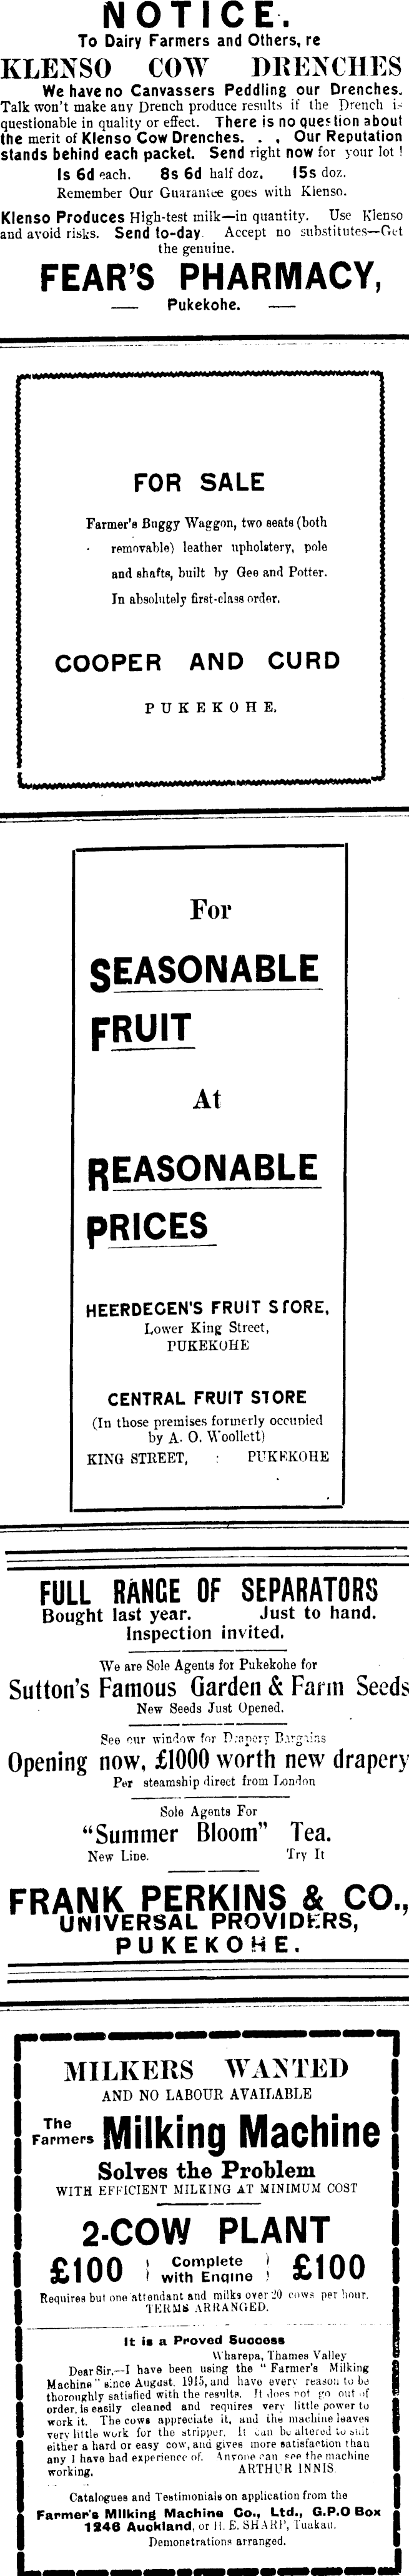 NOTICE.
To Dairy Farmers and Others, re
KLENSO COW DRENCHES
We have no Canvassers Peddling our Drenches.
Talk won't make any Drench produce results if the Drench is
questionable in quality or effect. There is no question about
the merit of Klenso Cow Drenches. . . , Our Reputation
stands behind each packet. Send right now for your lot !
1s 6d each. 8s 6d half doz. 15s doz.
Remember Our Guarantee goes with Klenso.
Klenso Produces High-test milk—in quantity. Use Klenso
and avoid risks. Send to-day. Accept no substitutes—Get
the genuine.
FEAR'S PHARMACY,
— Pukekohe. —
FOR SALE
Farmer's Buggy Waggon, two seats (both
removable) leather upholstery, pole
and shafts, built by Gee and Potter.
In absolutely first-class order.
COOPER AND CURD
PUKEKOHE.
For
SEASONABLE
FRUIT
At
REASONABLE
PRICES
HEERDEGEN'S FRUIT STORE,
Lower King Street,
PUKEKOHE
CENTRAL FRUIT STORE
(In those premises formerly occupied
by A. O. Woollett)
KING STREET, : PUKEKOHE
FULL RANGE OF SEPARATORS
Bought last year. Just to hand.
Inspection invited.
We are Sole Agents for Pukekohe for
Sutton's Famous Garden & Farm Seeds
New Seeds Just Opened.
See our window for Drapery Bargains
Opening now, £1000 worth new drapery
Per steamship direct from London
Sole Agents For
"Summer Bloom" Tea.
New Line. Try It
FRANK PERKINS & CO.,
UNIVERSAL PROVIDERS,
PUKEKOHE.
MILKERS WANTED
AND NO LABOUR AVAILABLE
The
Farmers Milking Machine
Solves the Problem
WITH EFFICIENT MILKING AT MINIMUM COST
2-COW PLANT
£100 Complete with Engine £100
Requires but one attendant and milks over 20 cows per hour.
TERMS ARRANGED.
It is a Proved Success
Wharepa, Thames Valley
Dear Sir,—I have been using the "Farmer's Milking
Machine" since August, 1915, and have every reason to be
thoroughly satisfied with the results. It does not go out of
order, is easily cleaned and requires very little power to
work it. The cows appreciate it, and the machine leaves
very little work for the stripper. It can be altered to suit
either a hard or easy cow, and gives more satisfaction than
any I have had experience of. Anyone can see the machine
working. ARTHUR INNIS
Catalogues and Testimonials on application from the
Farmer's Milking Machine Co., Ltd., G.P.O Box
1246 Auckland, or H. E. SHARP, Tuakau.
Demonstrations arranged.